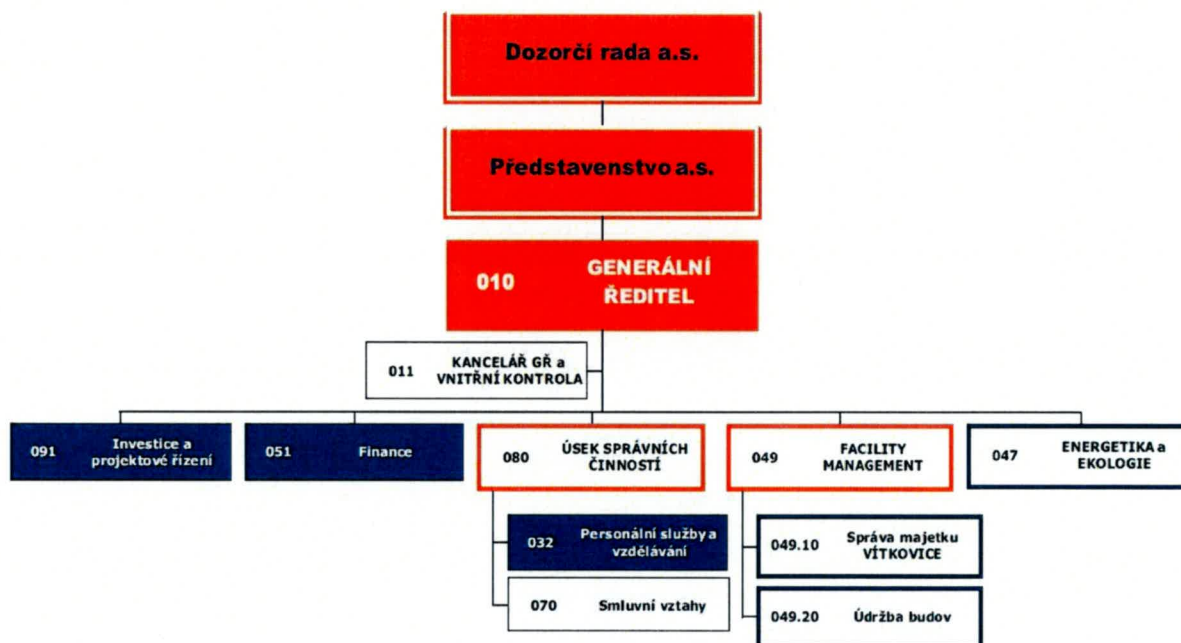 Dozorčí rada a.s.
Představenstvo a.s.
010 GENERÁLNÍ
ŘEDITEL
011 KANCELÁŘ GŘ a
VNITŘNÍ KONTROLA
091 Investice a
projektové řízení
051 Finance
080 ÚSEK SPRÁVNÍCH
ČINNOSTÍ
049 FACILITY
MANAGEMENT
047 ENERGETIKA a
EKOLOGIE
032 Personální služby a
vzdělávání
070 Smluvní vztahy
049.10 Správa majetku
VÍTKOVICE
049.20 Údržba budov